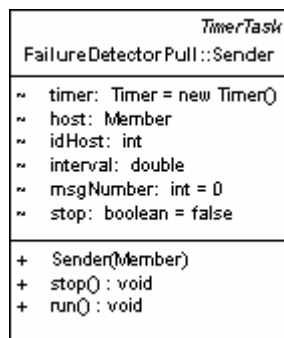 TimerTask
FailureDetectorPull::Sender
~ timer: Timer = new Timer()
~ host: Member
~ idHost: int
~ interval: double
~ msgNumber: int = 0
~ stop: boolean = false
+ Sender(Member)
+ stop() : void
+ run() : void